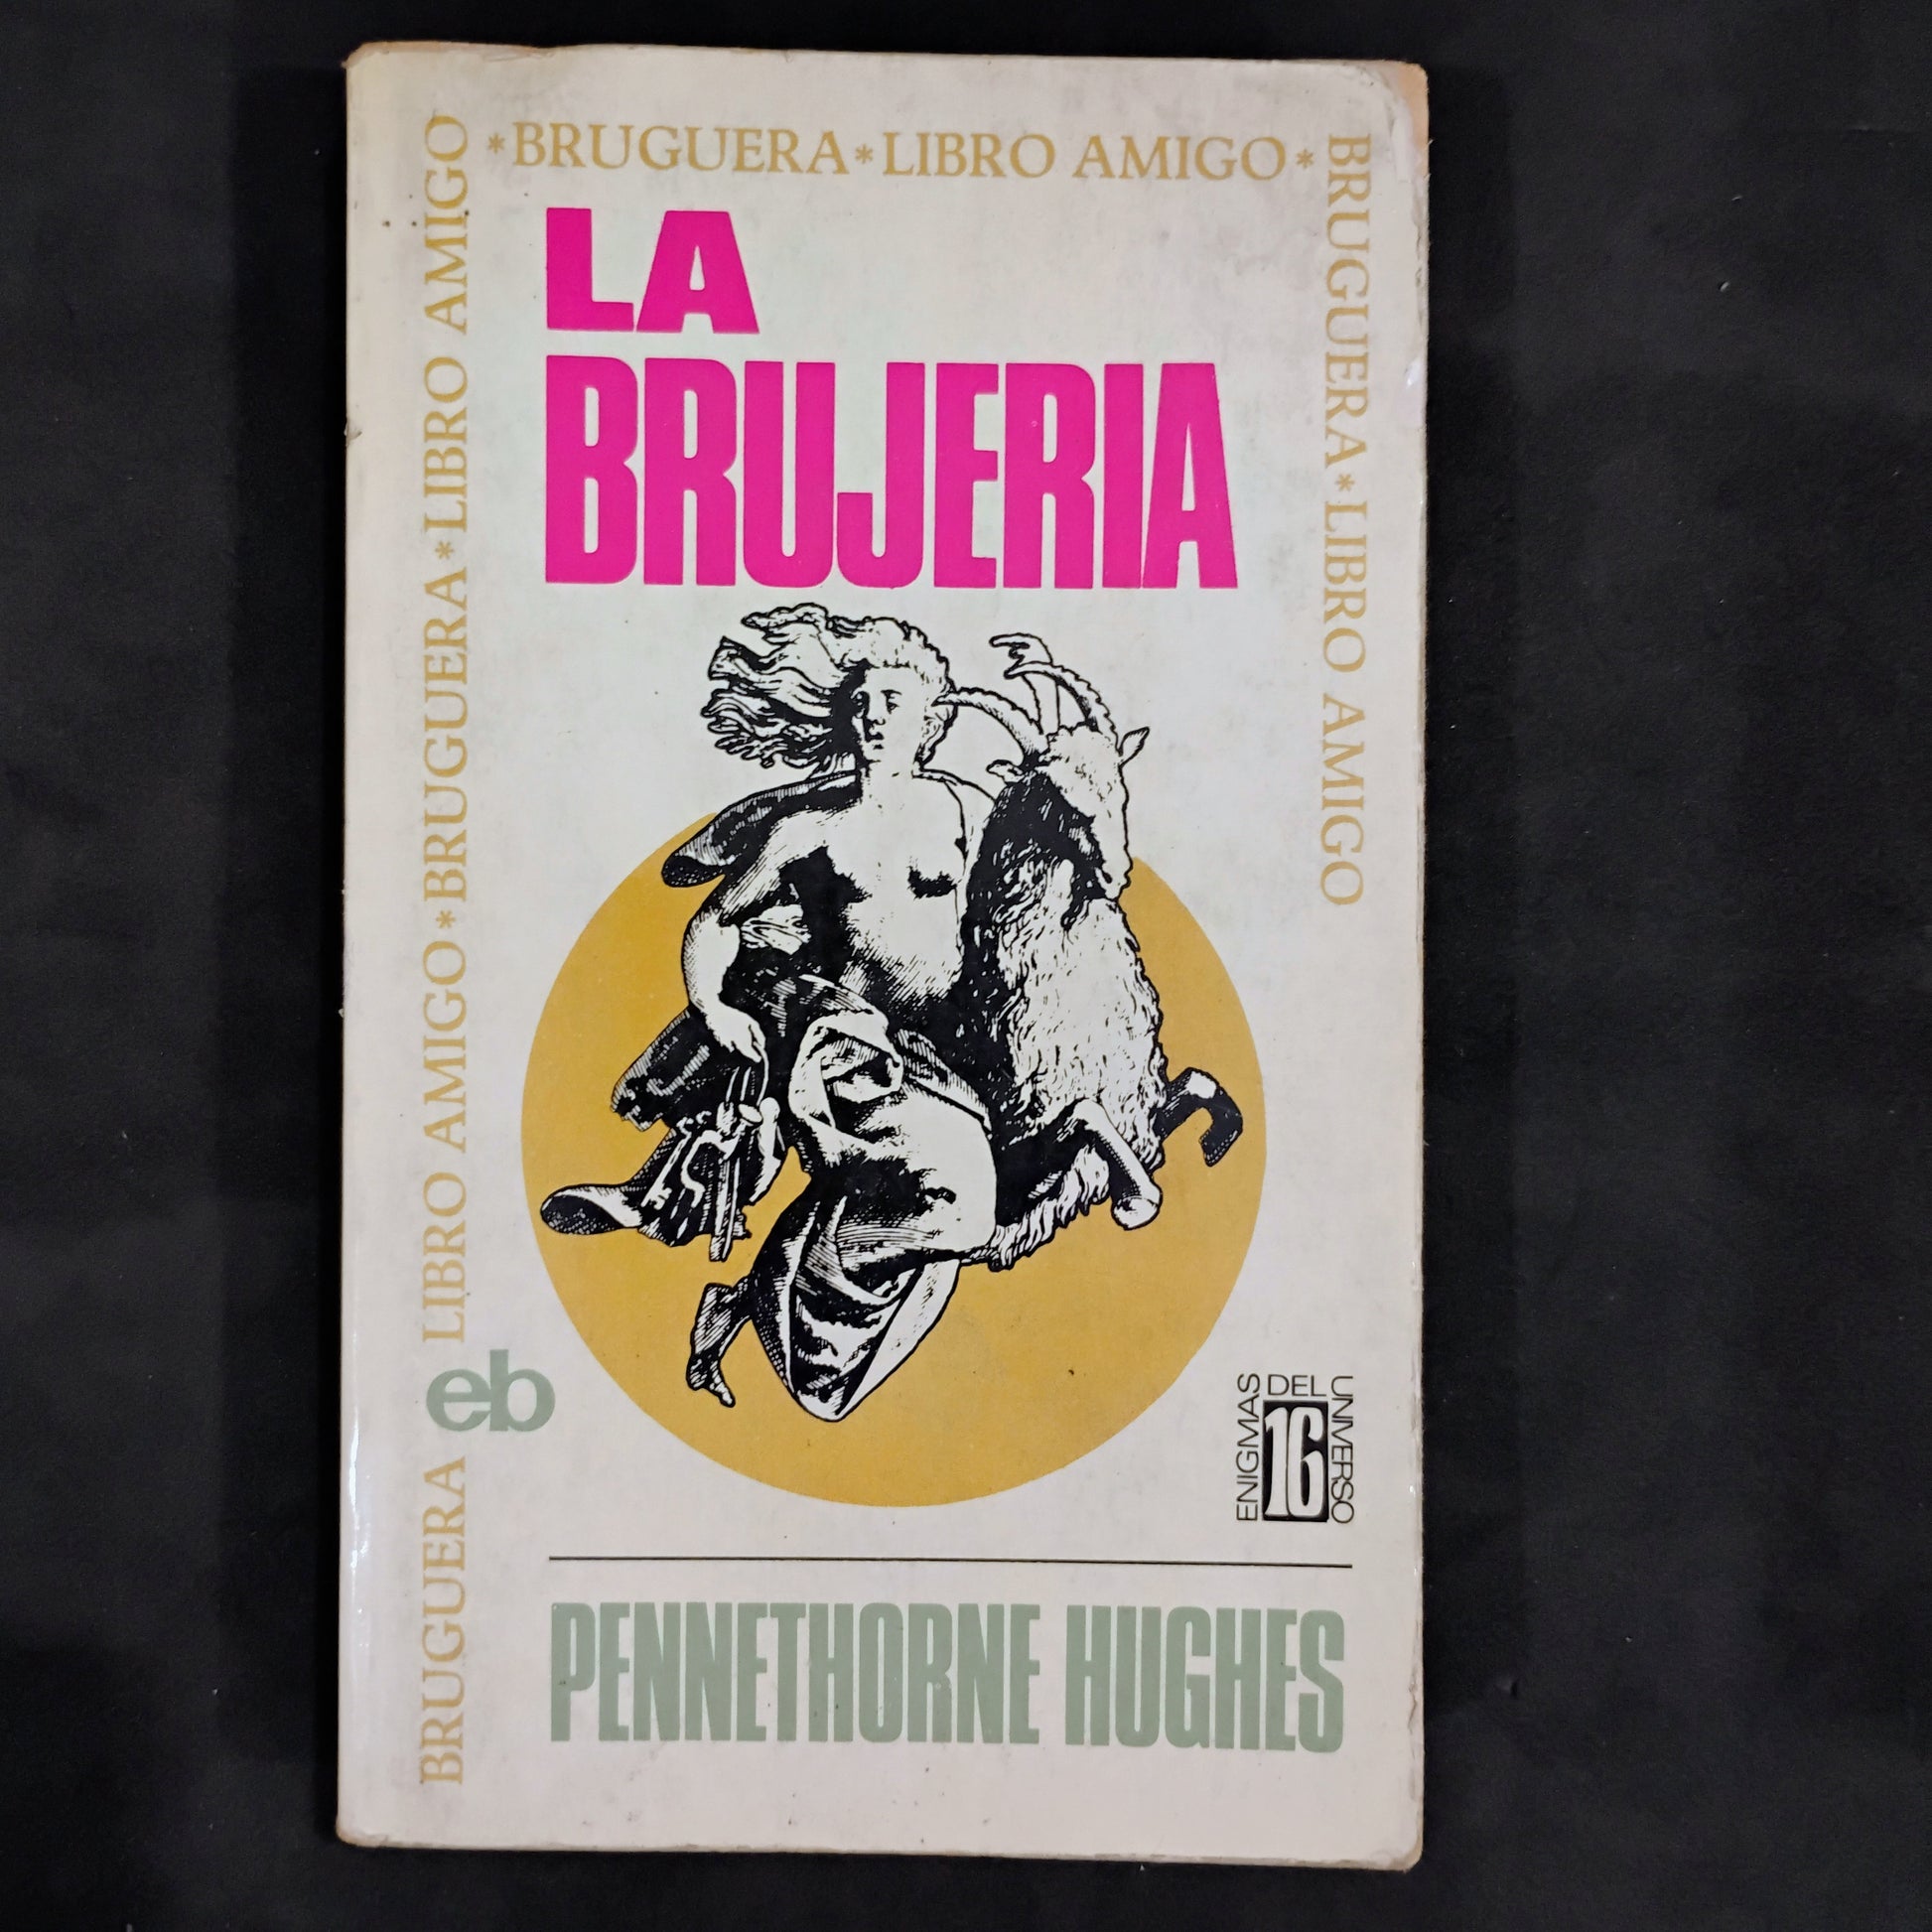 *BRUGUERA*LIBRO AMIGO*
BRUGUERA*LIBRO AMIGO
BRUGUERA LIBRO AMIGO*BRUGUERA*LIBRO AMIGO
LA
BRUJERIA
eb
ENIGMAS
DEL
UNIVERSO
16
PENNETHORNE HUGHES